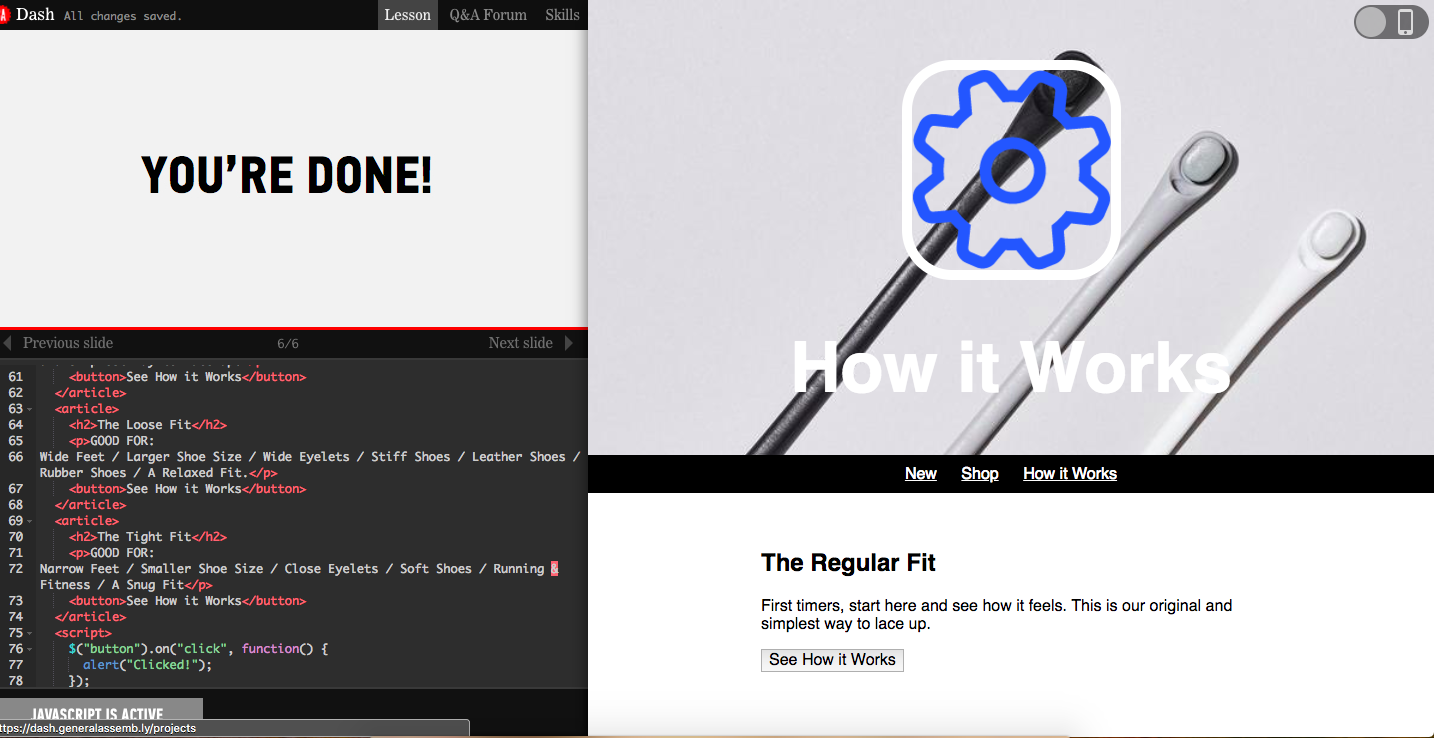 Dash All changes saved. Lesson Q&A Forum Skills
YOU'RE DONE!
Previous slide 6/6 Next slide
61 <button>See How it Works</button>
62 </article>
63 <article>
64 <h2>The Loose Fit</h2>
65 <p>GOOD FOR:
66 Wide Feet / Larger Shoe Size / Wide Eyelets / Stiff Shoes / Leather Shoes /
Rubber Shoes / A Relaxed Fit.</p>
67 <button>See How it Works</button>
68 </article>
69 <article>
70 <h2>The Tight Fit</h2>
71 <p>GOOD FOR:
72 Narrow Feet / Smaller Shoe Size / Close Eyelets / Soft Shoes / Running &
Fitness / A Snug Fit</p>
73 <button>See How it Works</button>
74 </article>
75 <script>
76 $("button").on("click", function() {
77 alert("Clicked!");
78 });
JAVASCRIPT IS ACTIVE
ttps://dash.generalassemb.ly/projects
How it Works
New Shop How it Works
The Regular Fit
First timers, start here and see how it feels. This is our original and
simplest way to lace up.
See How it Works